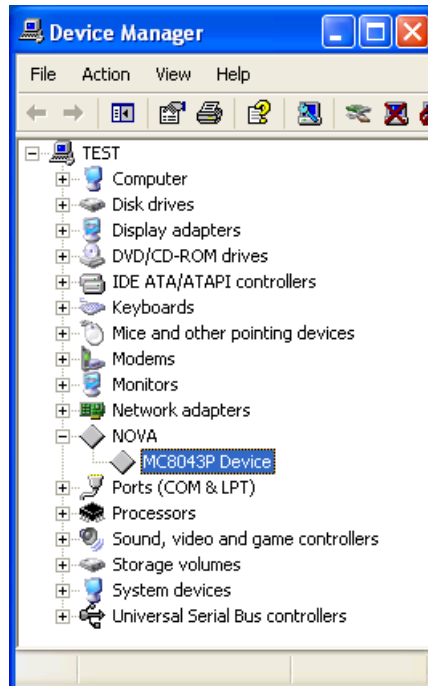 Device Manager
File Action View Help
TEST
Computer
Disk drives
Display adapters
DVD/CD-ROM drives
IDE ATA/ATAPI controllers
Keyboards
Mice and other pointing devices
Modems
Monitors
Network adapters
NOVA
MC8043P Device
Ports (COM & LPT)
Processors
Sound, video and game controllers
Storage volumes
System devices
Universal Serial Bus controllers